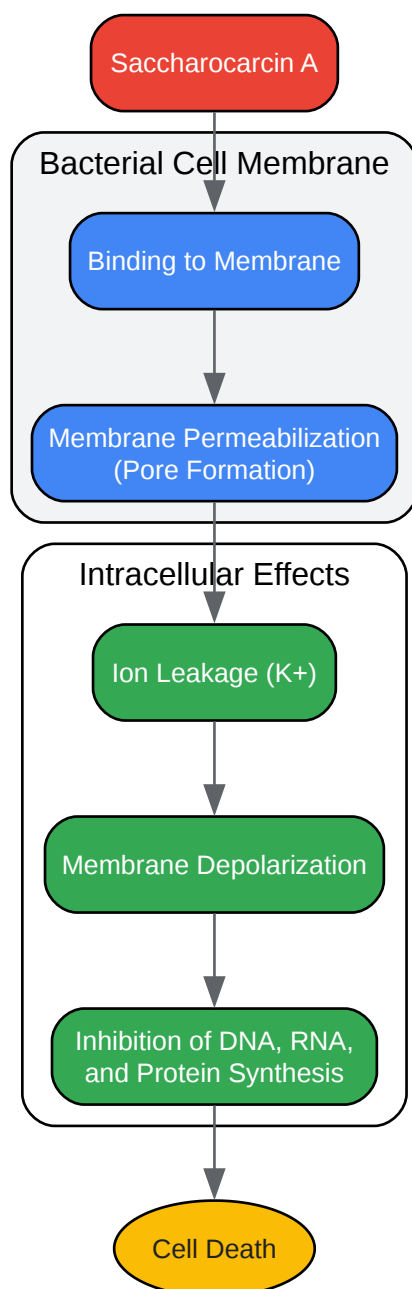 Saccharocarcin A
Bacterial Cell Membrane
Binding to Membrane
Membrane Permeabilization
(Pore Formation)
Intracellular Effects
Ion Leakage (K+)
Membrane Depolarization
Inhibition of DNA, RNA,
and Protein Synthesis
Cell Death